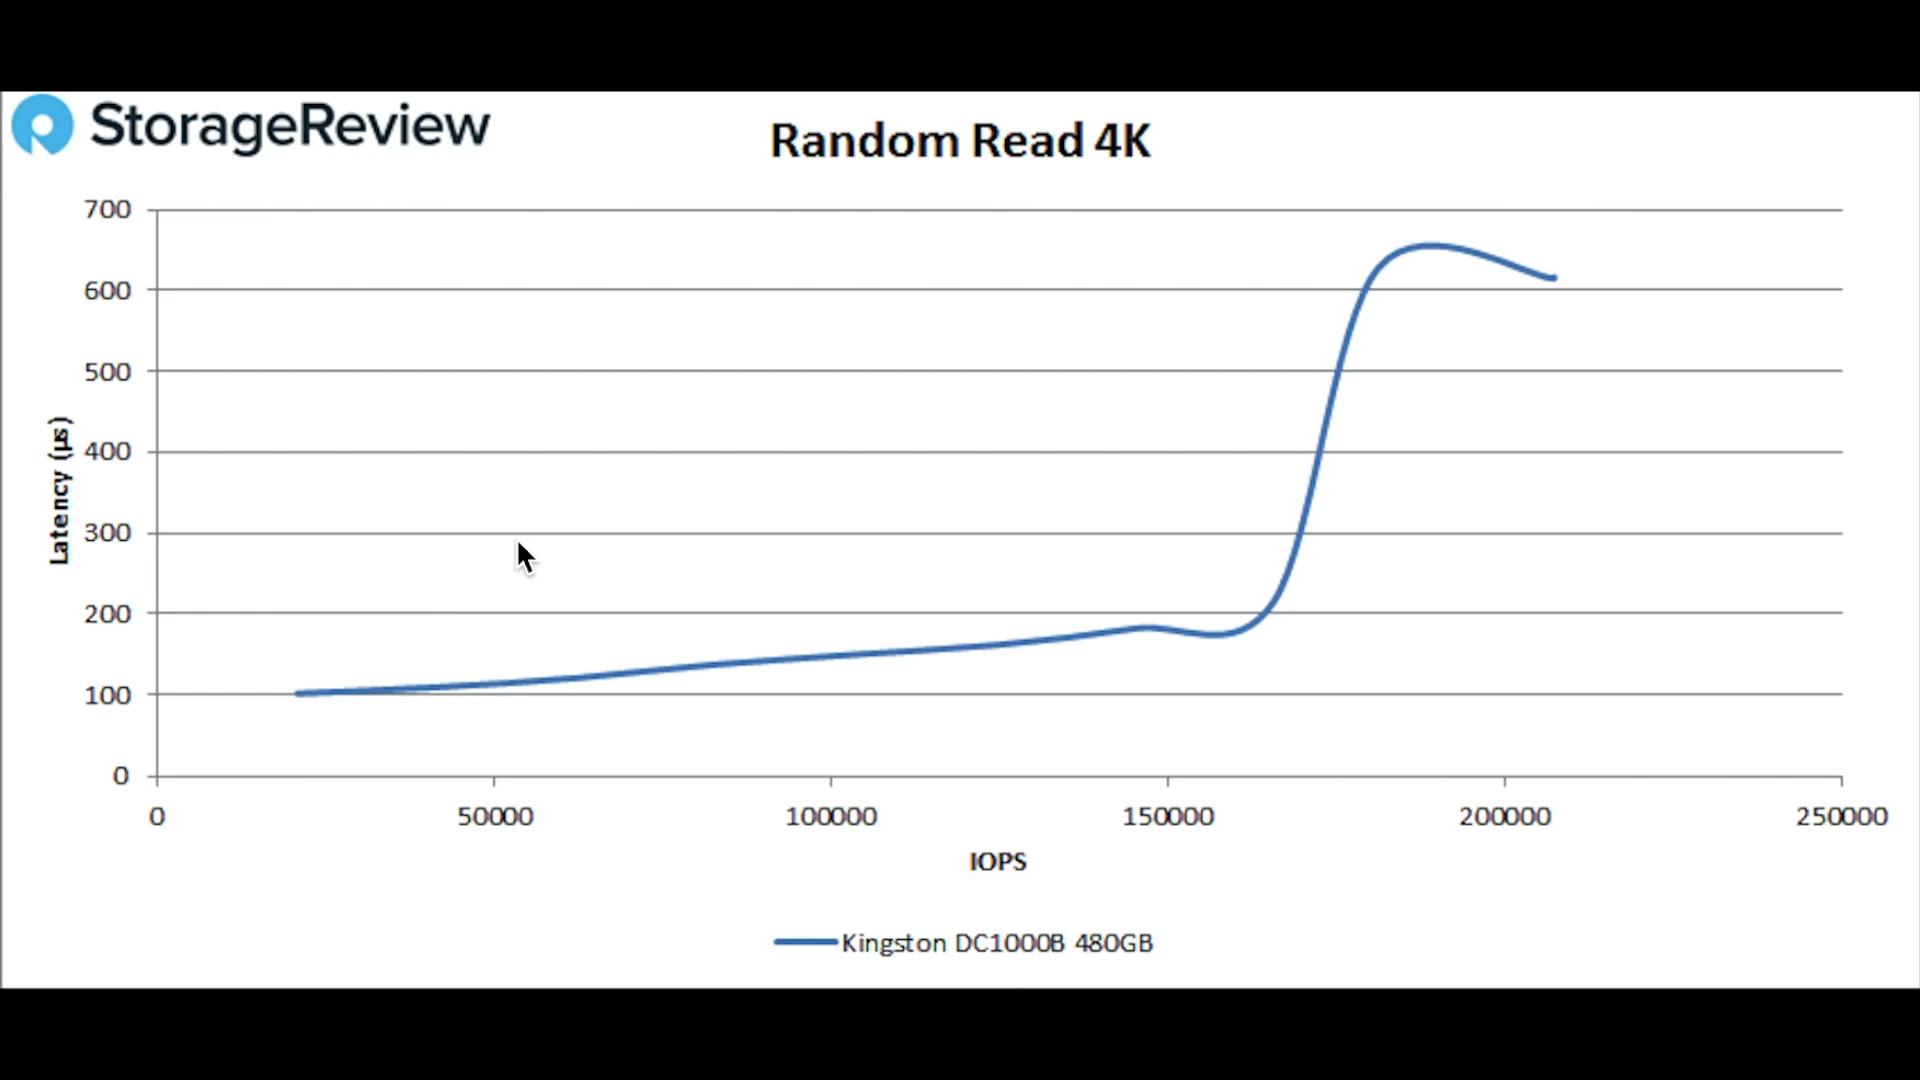 StorageReview
Random Read 4K
700
600
500
400
300
200
100
0
Latency (µs)
0 50000 100000 150000 200000 250000
IOPS
Kingston DC1000B 480GB